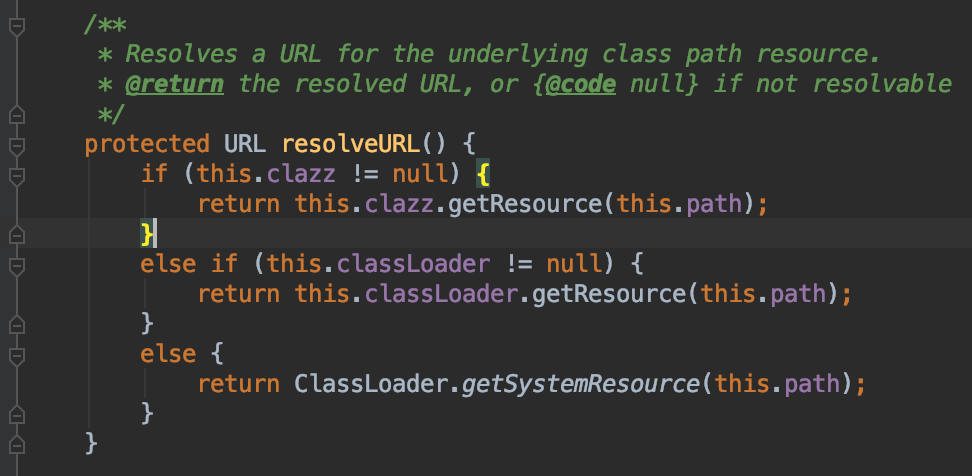 /**
 * Resolves a URL for the underlying class path resource.
 * @return the resolved URL, or {@code null} if not resolvable
 */
protected URL resolveURL() {
    if (this.clazz != null) {
        return this.clazz.getResource(this.path);
    }
    else if (this.classLoader != null) {
        return this.classLoader.getResource(this.path);
    }
    else {
        return ClassLoader.getSystemResource(this.path);
    }
}